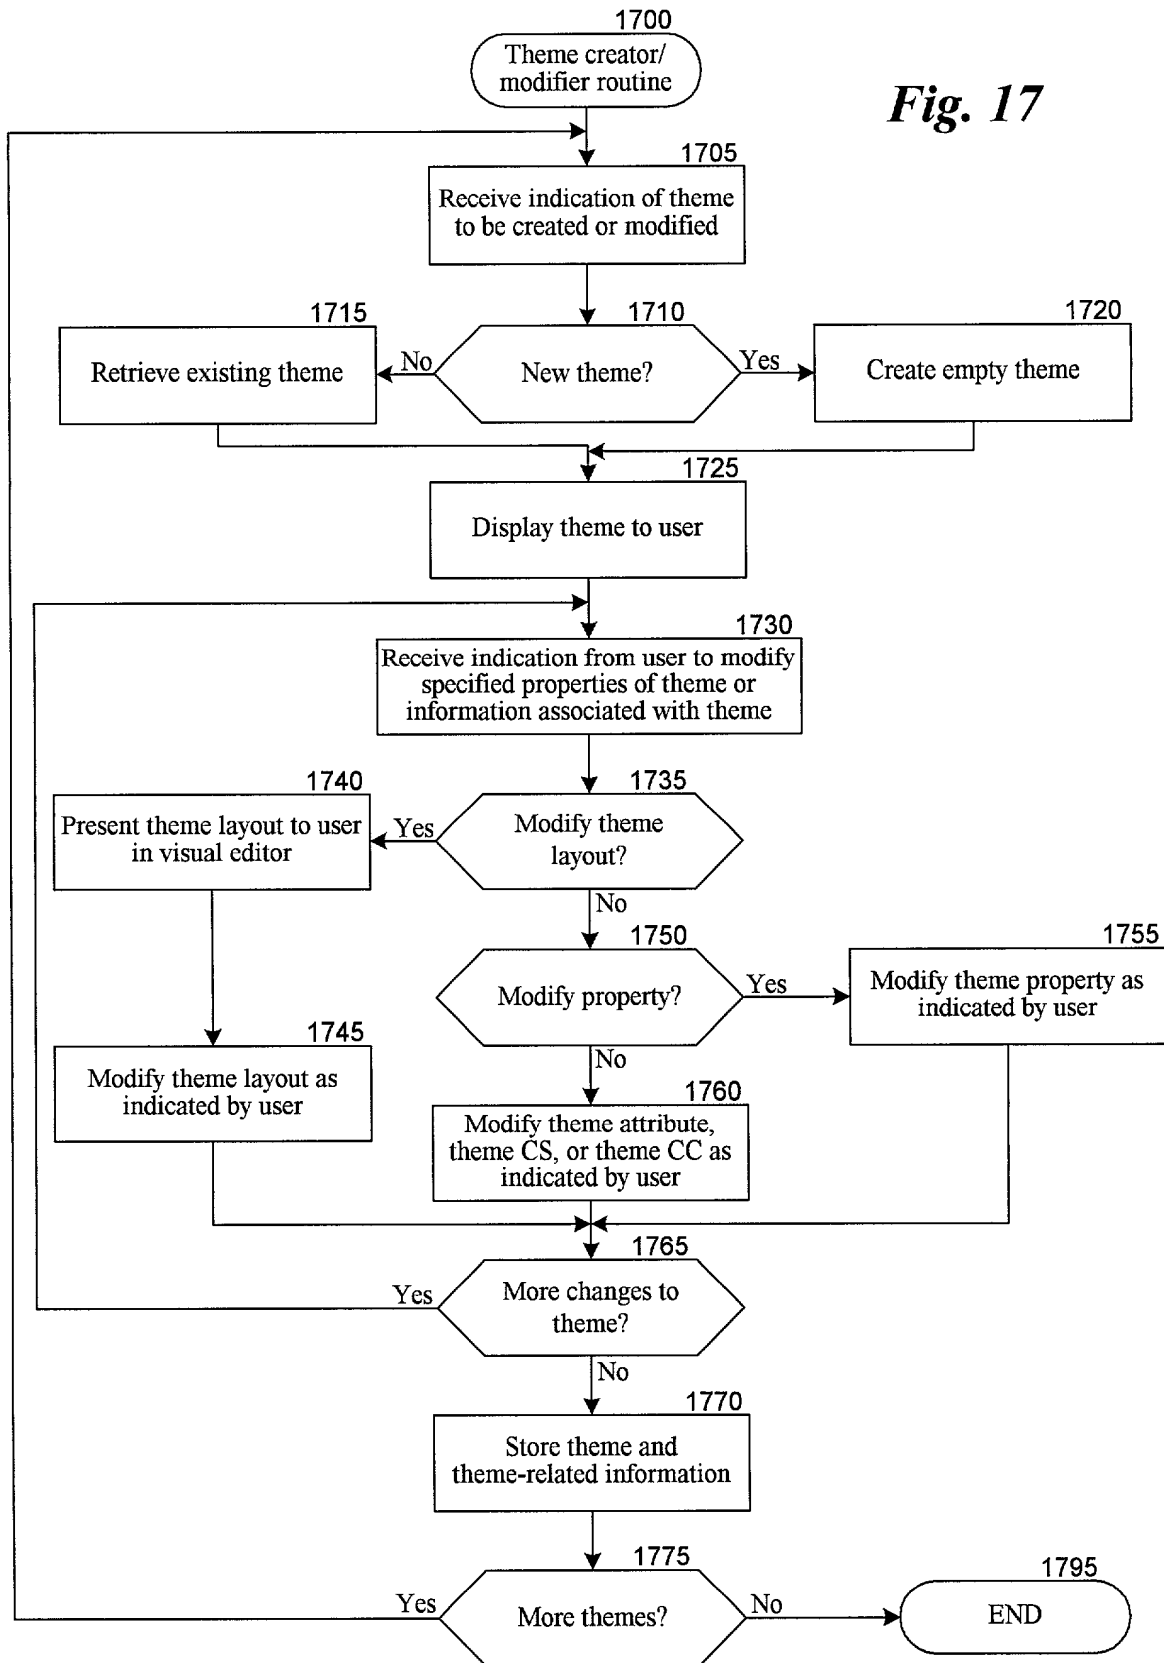 1700
Theme creator/
modifier routine
Fig. 17
1705
Receive indication of theme
to be created or modified
1715
1710
1720
Retrieve existing theme
No
New theme?
Yes
Create empty theme
1725
Display theme to user
1730
Receive indication from user to modify
specified properties of theme or
information associated with theme
1740
1735
Present theme layout to user
in visual editor
Yes
Modify theme
layout?
No
1750
1755
Modify property?
Yes
Modify theme property as
indicated by user
1745
No
Modify theme layout as
indicated by user
1760
Modify theme attribute,
theme CS, or theme CC as
indicated by user
1765
Yes
More changes to
theme?
No
1770
Store theme and
theme-related information
1775
1795
Yes
More themes?
No
END